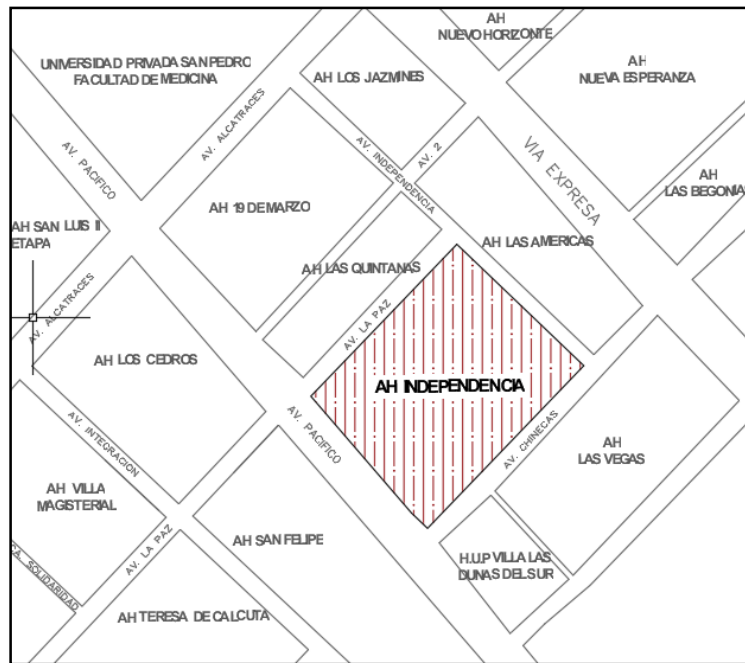 AH
NUEVO HORIZONTE
UNIVERSIDAD PRIVADA SAN PEDRO
FACULTAD DE MEDICINA
AH LOS JAZMINES
AH
NUEVA ESPERANZA
AV. ALCATRACES
AV. PACIFICO
AV. INDEPENDENCIA
AV. 2
VIA EXPRESA
AH
LAS BEGONIAS
AH 19 DE MARZO
AH SAN LUIS II
ETAPA
AH LAS AMERICAS
AH LAS QUINTANAS
AV. ALCATRACES
AV. LA PAZ
AH LOS CEDROS
AH INDEPENDENCIA
AV. PACIFICO
AV. INTEGRACION
AV. CHINECAS
AH
LAS VEGAS
AH VILLA
MAGISTERIAL
AV. LA PAZ
AH SAN FELIPE
H.U.P VILLA LAS
DUNAS DEL SUR
CA. SOLIDARIDAD
AH TERESA DE CALCUTA